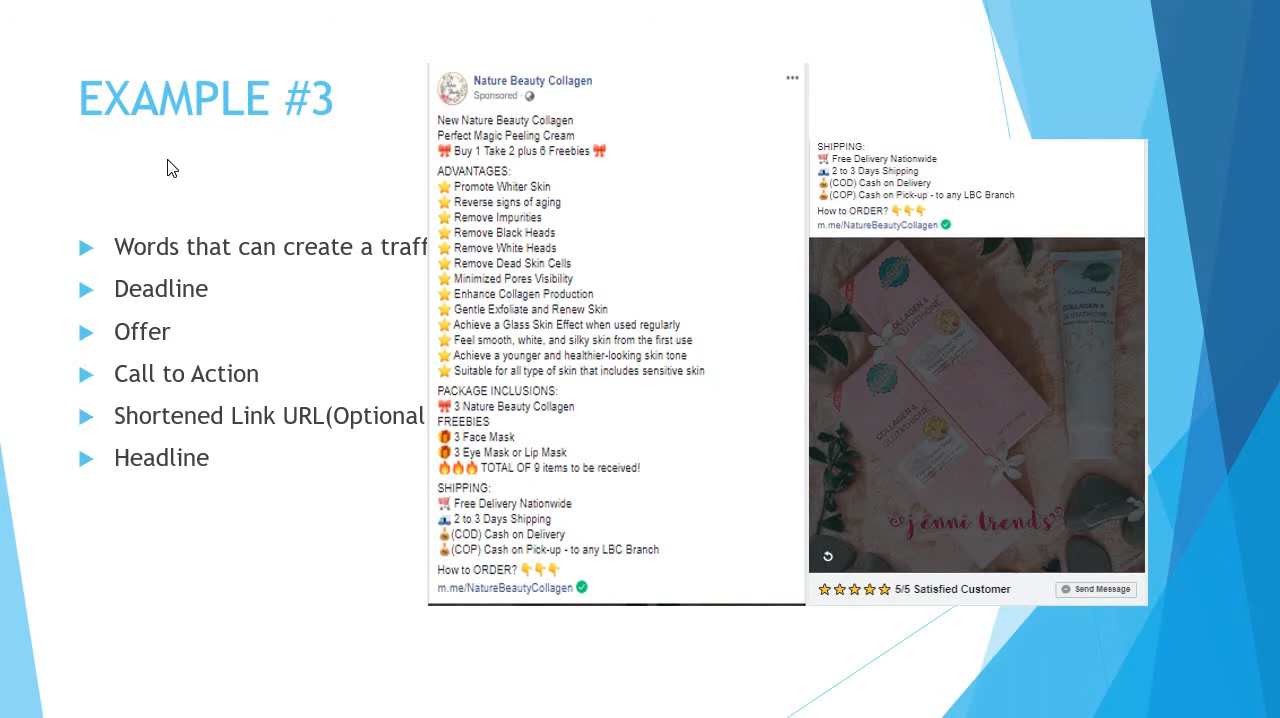 EXAMPLE #3
Words that can create a traff
Deadline
Offer
Call to Action
Shortened Link URL(Optional
Headline
Nature Beauty Collagen
Sponsored ·
New Nature Beauty Collagen
Perfect Magic Peeling Cream
🎀 Buy 1 Take 2 plus 6 Freebies 🎀
ADVANTAGES:
⭐ Promote Whiter Skin
⭐ Reverse signs of aging
⭐ Remove Impurities
⭐ Remove Black Heads
⭐ Remove White Heads
⭐ Remove Dead Skin Cells
⭐ Minimized Pores Visibility
⭐ Enhance Collagen Production
⭐ Gentle Exfoliate and Renew Skin
⭐ Achieve a Glass Skin Effect when used regularly
⭐ Feel smooth, white, and silky skin from the first use
⭐ Achieve a younger and healthier-looking skin tone
⭐ Suitable for all type of skin that includes sensitive skin
PACKAGE INCLUSIONS:
🎀 3 Nature Beauty Collagen
FREEBIES
🎁 3 Face Mask
🎁 3 Eye Mask or Lip Mask
🔥🔥🔥 TOTAL OF 9 items to be received!
SHIPPING:
🛒 Free Delivery Nationwide
🚚 2 to 3 Days Shipping
💰(COD) Cash on Delivery
💰(COP) Cash on Pick-up - to any LBC Branch
How to ORDER? 👇👇👇
m.me/NatureBeautyCollagen ✅
SHIPPING:
🛒 Free Delivery Nationwide
🚚 2 to 3 Days Shipping
💰(COD) Cash on Delivery
💰(COP) Cash on Pick-up - to any LBC Branch
How to ORDER? 👇👇👇
m.me/NatureBeautyCollagen ✅
COLLAGEN &
GLUTATHIONE
Nature Beauty
COLLAGEN &
GLUTATHIONE
COLLAGEN &
GLUTATHIONE
jenni trends
5/5 Satisfied Customer
Send Message